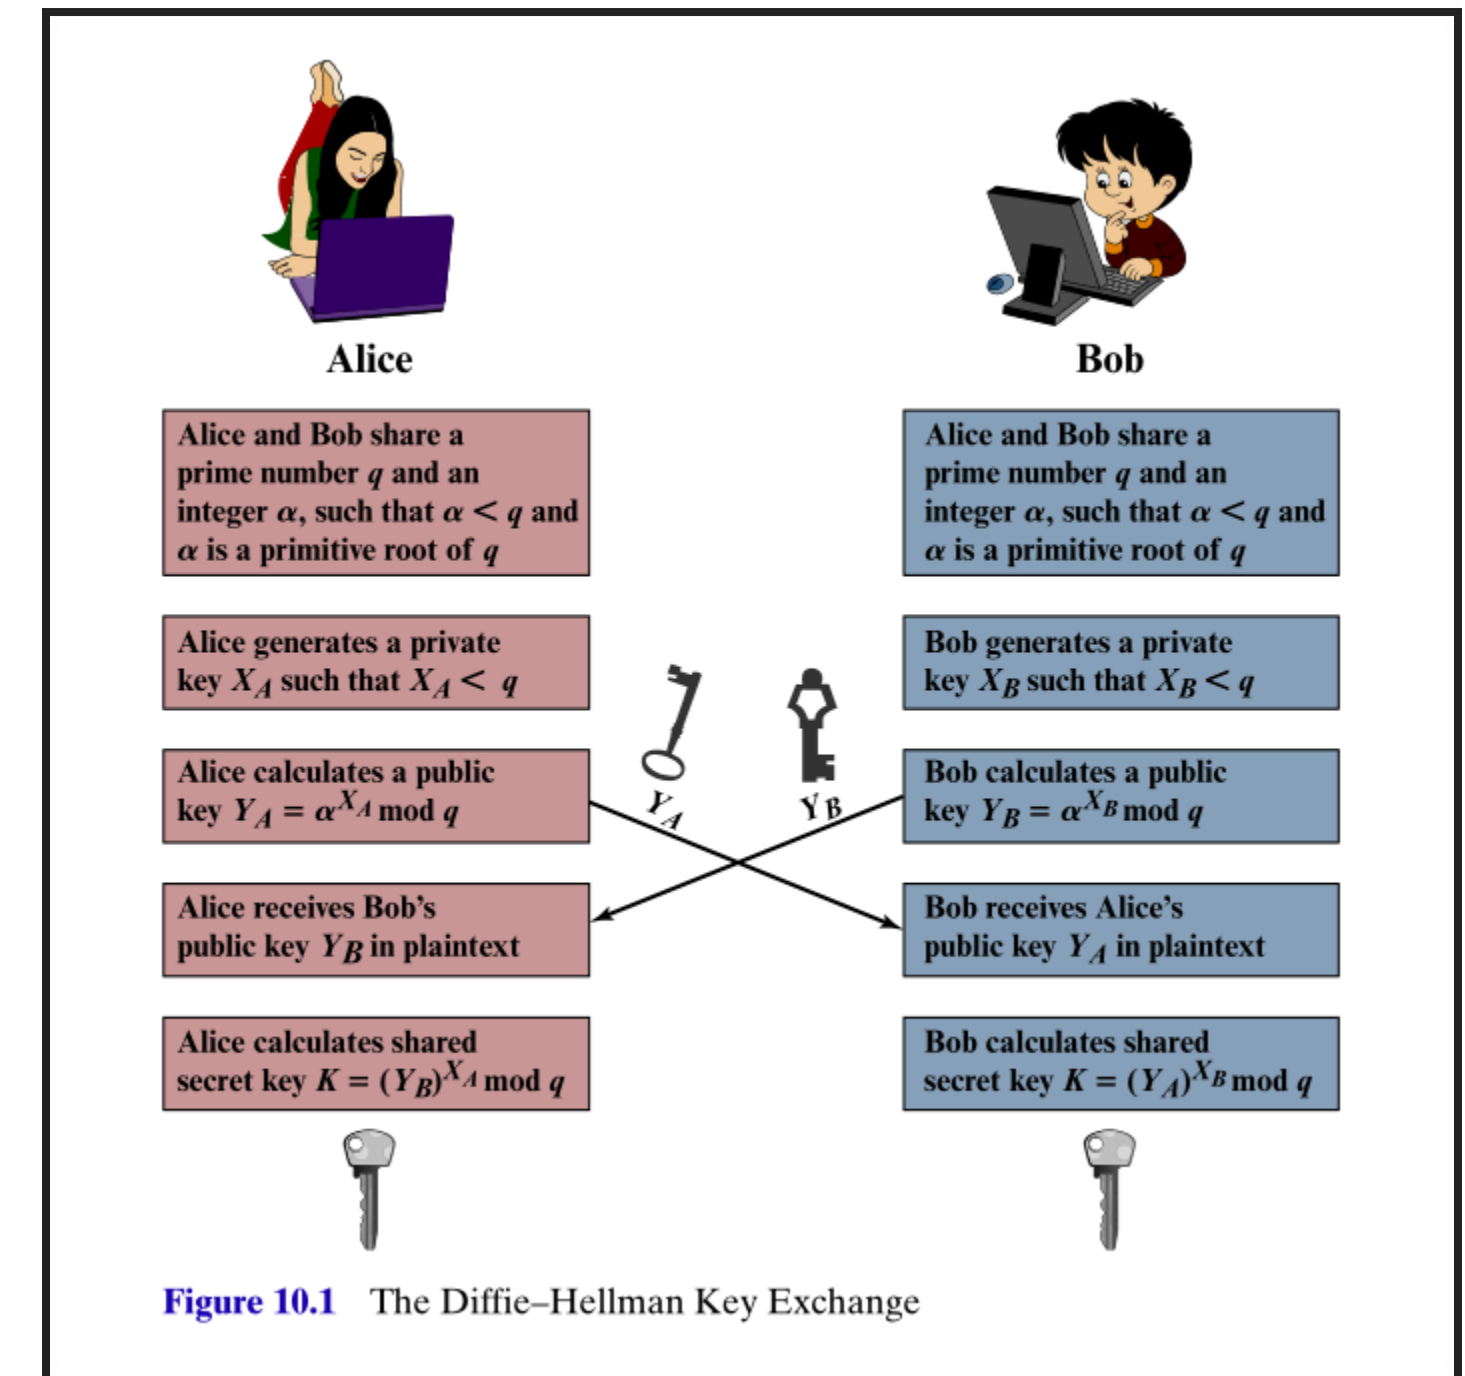 Alice
Bob
Alice and Bob share a
prime number q and an
integer α, such that α < q and
α is a primitive root of q
Alice and Bob share a
prime number q and an
integer α, such that α < q and
α is a primitive root of q
Alice generates a private
key X_A such that X_A < q
Bob generates a private
key X_B such that X_B < q
Alice calculates a public
key Y_A = α^{X_A} mod q
Y_A
Y_B
Bob calculates a public
key Y_B = α^{X_B} mod q
Alice receives Bob’s
public key Y_B in plaintext
Bob receives Alice’s
public key Y_A in plaintext
Alice calculates shared
secret key K = (Y_B)^{X_A} mod q
Bob calculates shared
secret key K = (Y_A)^{X_B} mod q
Figure 10.1 The Diffie–Hellman Key Exchange